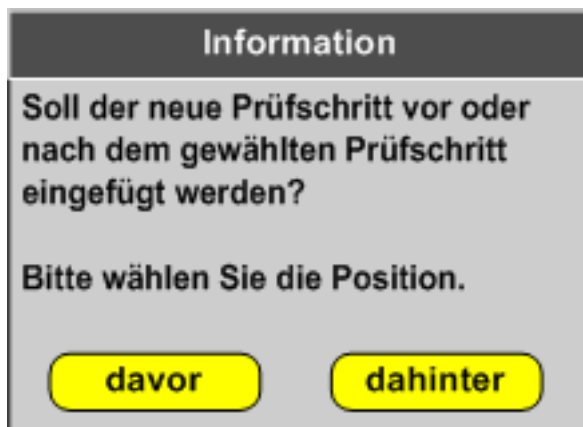 Information
Soll der neue Prüfschritt vor oder
nach dem gewählten Prüfschritt
eingefügt werden?
Bitte wählen Sie die Position.
davor
dahinter